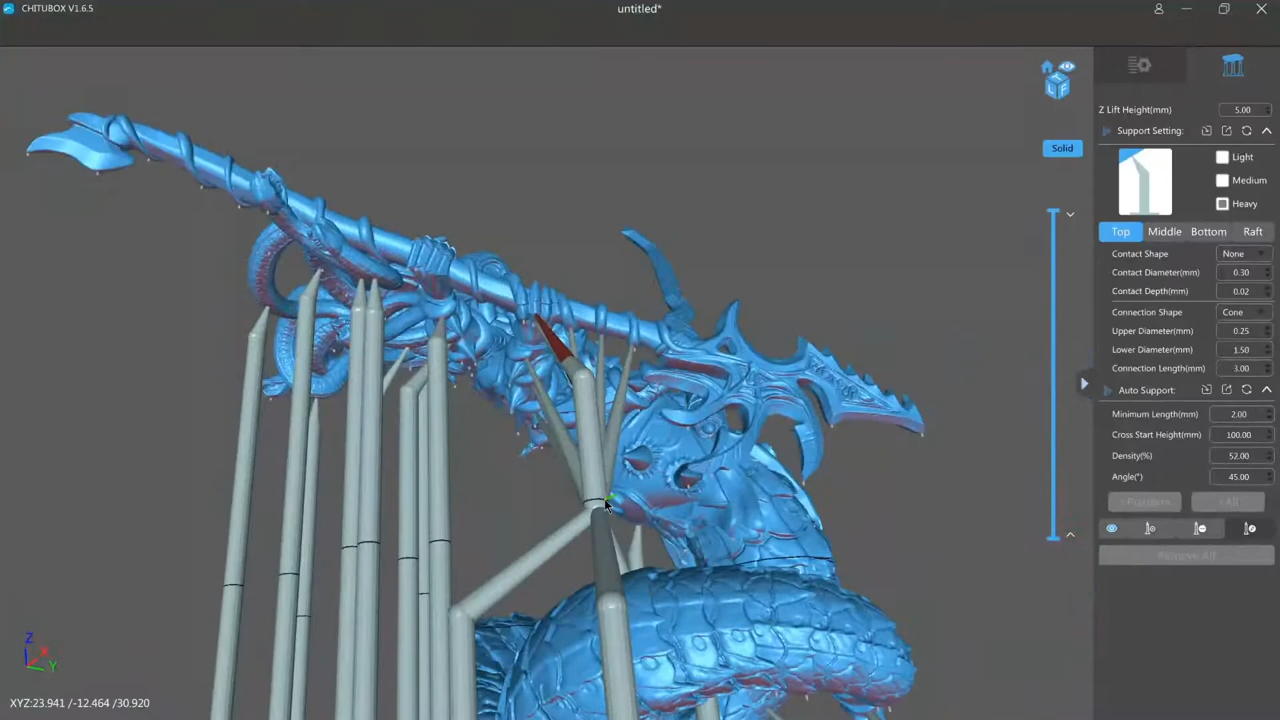 CHITUBOX V1.6.5
untitled*
Z Lift Height(mm) 5.00
Support Setting:
Light
Medium
Heavy
Top Middle Bottom Raft
Contact Shape None
Contact Diameter(mm) 0.30
Contact Depth(mm) 0.02
Connection Shape Cone
Upper Diameter(mm) 0.25
Lower Diameter(mm) 1.50
Connection Length(mm) 3.00
Auto Support:
Minimum Length(mm) 2.00
Cross Start Height(mm) 100.00
Density(%) 52.00
Angle(°) 45.00
+Platform +All
Remove All
Solid
T
L F
Z
X
Y
XYZ:23.941 /-12.464 /30.920